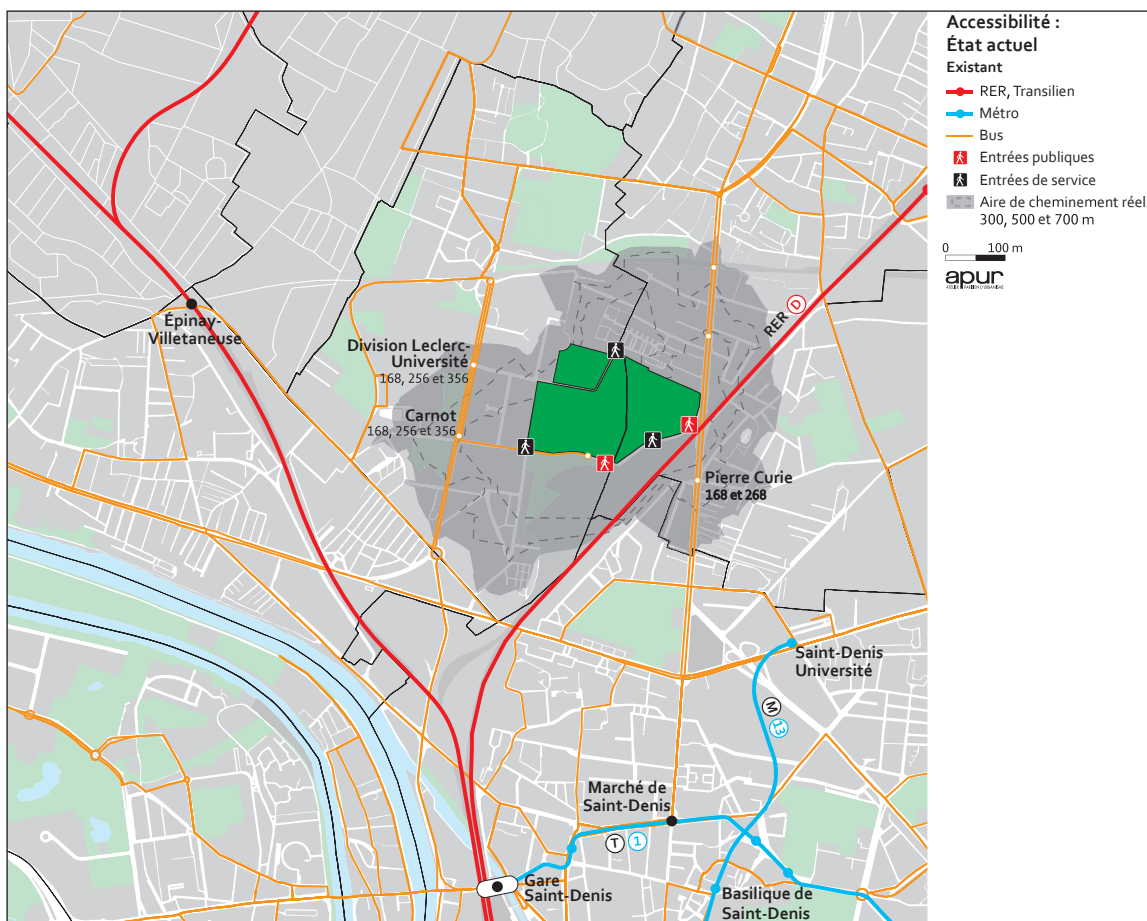 Accessibilité :
État actuel
Existant
RER, Transilien
Métro
Bus
Entrées publiques
Entrées de service
Aire de cheminement réel
300, 500 et 700 m
0 100 m
apur
ATELIER PARISIEN D'URBANISME
Épinay-
Villetaneuse
Division Leclerc-
Université
168, 256 et 356
Carnot
168, 256 et 356
RER D
Pierre Curie
168 et 268
Saint-Denis
Université
M
13
Marché de
Saint-Denis
T 1
Gare
Saint-Denis
Basilique de
Saint-Denis